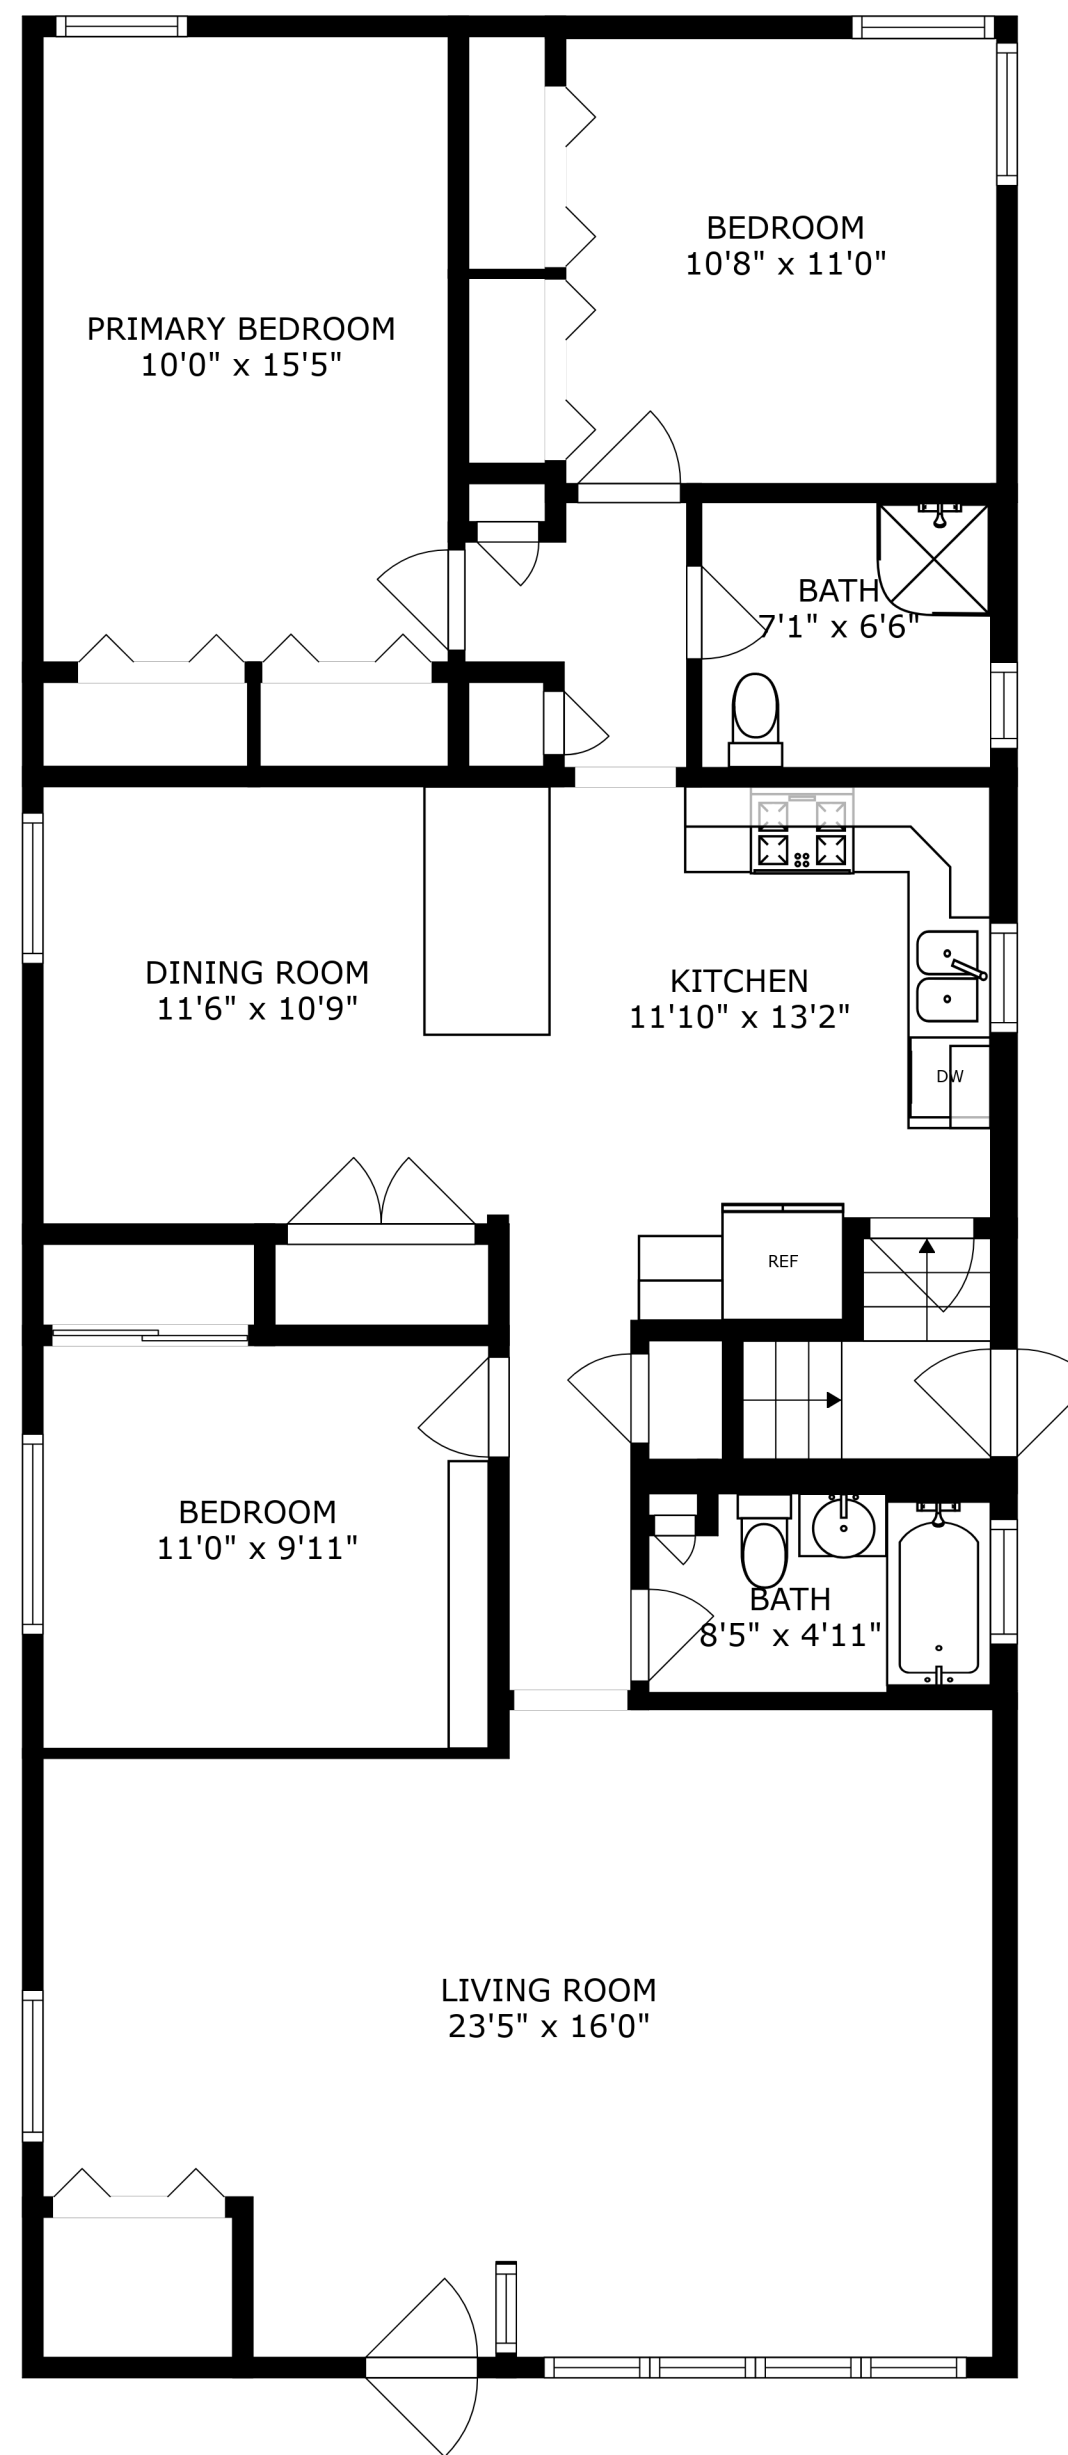 BEDROOM
10'8" x 11'0"
PRIMARY BEDROOM
10'0" x 15'5"
BATH
7'1" x 6'6"
DINING ROOM
11'6" x 10'9"
KITCHEN
11'10" x 13'2"
DW
REF
BEDROOM
11'0" x 9'11"
BATH
8'5" x 4'11"
LIVING ROOM
23'5" x 16'0"